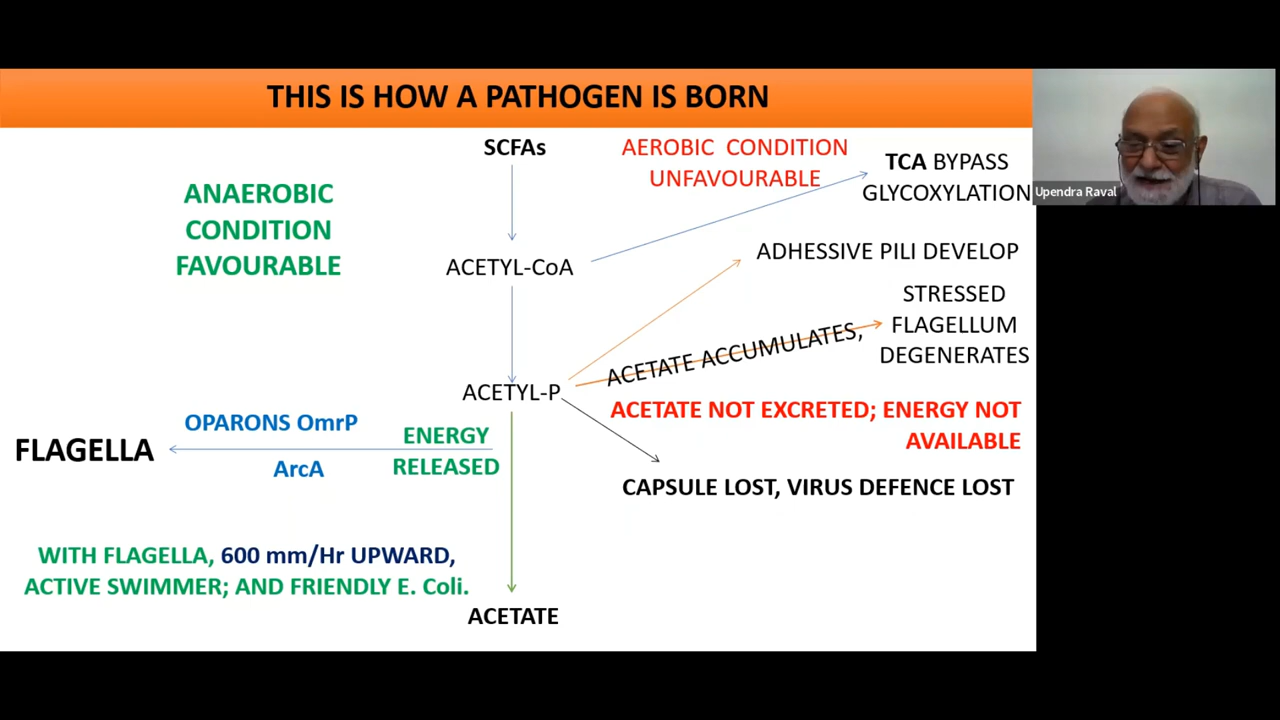 THIS IS HOW A PATHOGEN IS BORN
SCFAs
AEROBIC CONDITION
UNFAVOURABLE
TCA BYPASS
GLYCOXYLATION
Upendra Raval
ANAEROBIC
CONDITION
FAVOURABLE
ACETYL-CoA
ADHESSIVE PILI DEVELOP
STRESSED
FLAGELLUM
DEGENERATES
ACETATE ACCUMULATES,
ACETYL-P
ACETATE NOT EXCRETED; ENERGY NOT
AVAILABLE
OPARONS OmrP
ArcA
ENERGY
RELEASED
FLAGELLA
CAPSULE LOST, VIRUS DEFENCE LOST
WITH FLAGELLA, 600 mm/Hr UPWARD,
ACTIVE SWIMMER; AND FRIENDLY E. Coli.
ACETATE